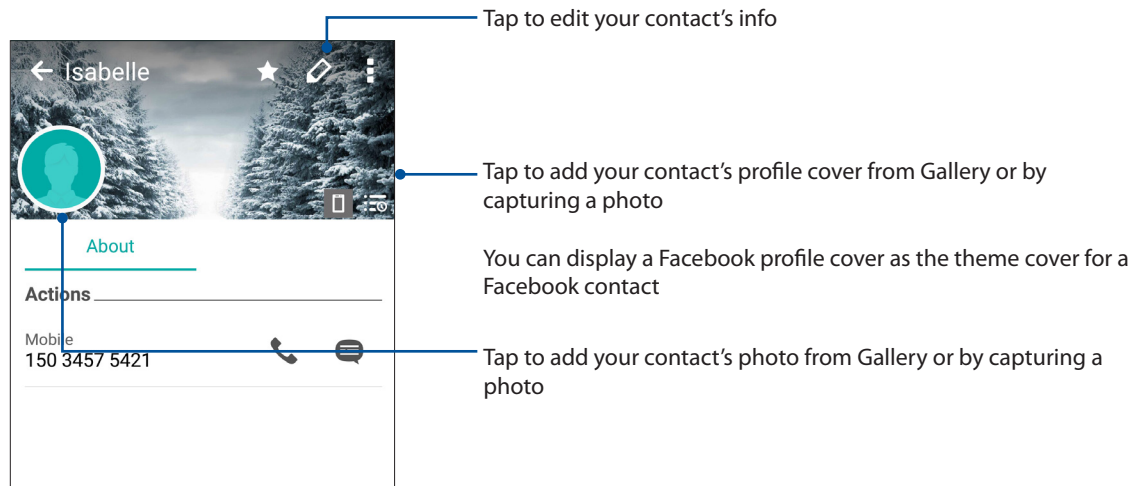 Tap to edit your contact’s info
Isabelle
Tap to add your contact’s profile cover from Gallery or by
capturing a photo
You can display a Facebook profile cover as the theme cover for a
Facebook contact
About
Actions
Mobile
150 3457 5421
Tap to add your contact’s photo from Gallery or by capturing a
photo